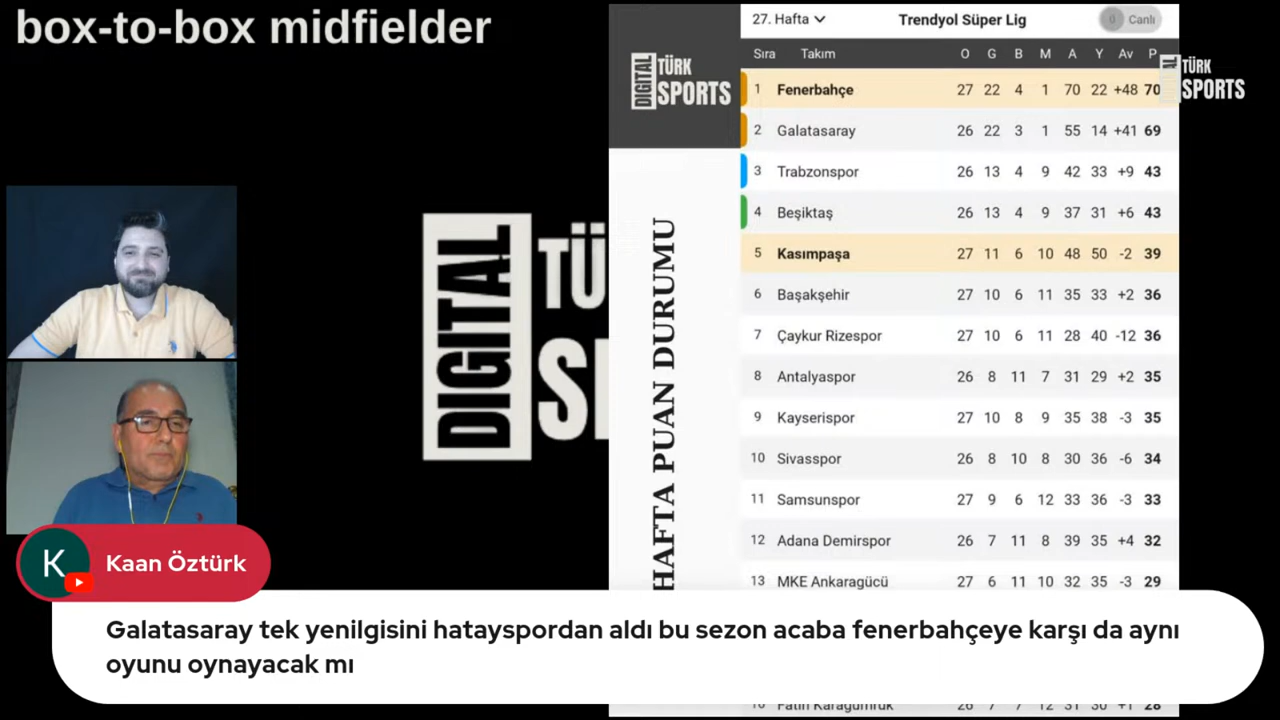 box-to-box midfielder
DIGITAL
TÜRK
SPORTS
27. Hafta
Trendyol Süper Lig
0 Canlı
Sıra Takım O G B M A Y Av P
1 Fenerbahçe 27 22 4 1 70 22 +48 70
2 Galatasaray 26 22 3 1 55 14 +41 69
3 Trabzonspor 26 13 4 9 42 33 +9 43
4 Beşiktaş 26 13 4 9 37 31 +6 43
5 Kasımpaşa 27 11 6 10 48 50 -2 39
6 Başakşehir 27 10 6 11 35 33 +2 36
7 Çaykur Rizespor 27 10 6 11 28 40 -12 36
8 Antalyaspor 26 8 11 7 31 29 +2 35
9 Kayserispor 27 10 8 9 35 38 -3 35
10 Sivasspor 26 8 10 8 30 36 -6 34
11 Samsunspor 27 9 6 12 33 36 -3 33
12 Adana Demirspor 26 7 11 8 39 35 +4 32
13 MKE Ankaragücü 27 6 11 10 32 35 -3 29
HAFTA PUAN DURUMU
TÜRK
SPORTS
DIGITAL
TÜ
S
K
Kaan Öztürk
Galatasaray tek yenilgisini hatayspordan aldı bu sezon acaba fenerbahçeye karşı da aynı
oyunu oynayacak mı